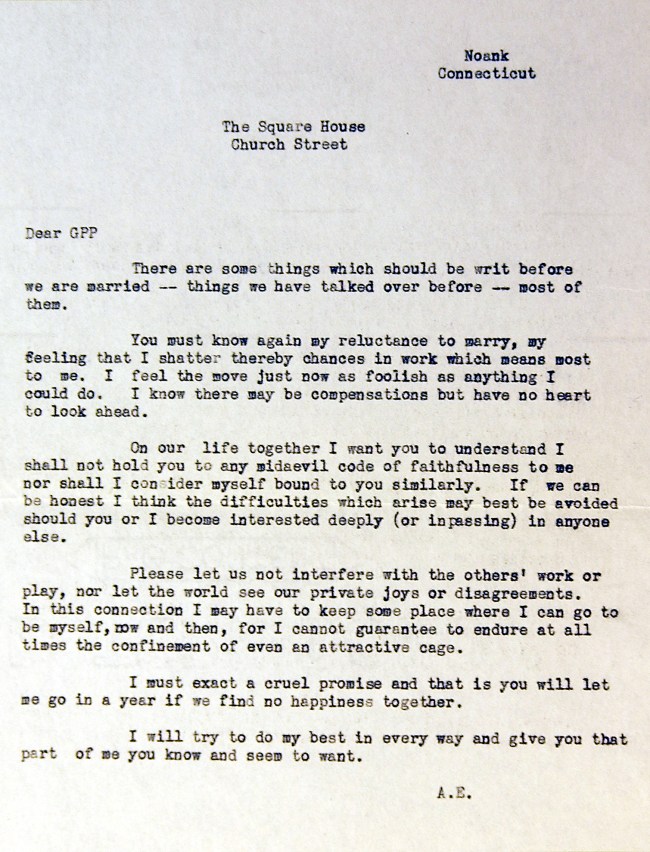 Noank
Connecticut
The Square House
Church Street
Dear GPP
There are some things which should be writ before
we are married -- things we have talked over before -- most of
them.
You must know again my reluctance to marry, my
feeling that I shatter thereby chances in work which means most
to me. I feel the move just now as foolish as anything I
could do. I know there may be compensations but have no heart
to look ahead.
On our life together I want you to understand I
shall not hold you to any midaevil code of faithfulness to me
nor shall I consider myself bound to you similarly. If we can
be honest I think the difficulties which arise may best be avoided
should you or I become interested deeply (or in passing) in anyone
else.
Please let us not interfere with the others' work or
play, nor let the world see our private joys or disagreements.
In this connection I may have to keep some place where I can go to
be myself, now and then, for I cannot guarantee to endure at all
times the confinement of even an attractive cage.
I must exact a cruel promise and that is you will let
me go in a year if we find no happiness together.
I will try to do my best in every way and give you that
part of me you know and seem to want.
A.E.